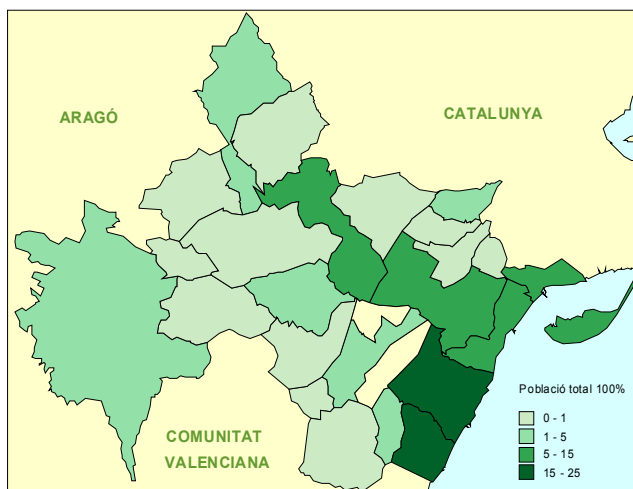 ARAGÓ
CATALUNYA
COMUNITAT
VALENCIANA
Població total 100%
0 - 1
1 - 5
5 - 15
15 - 25